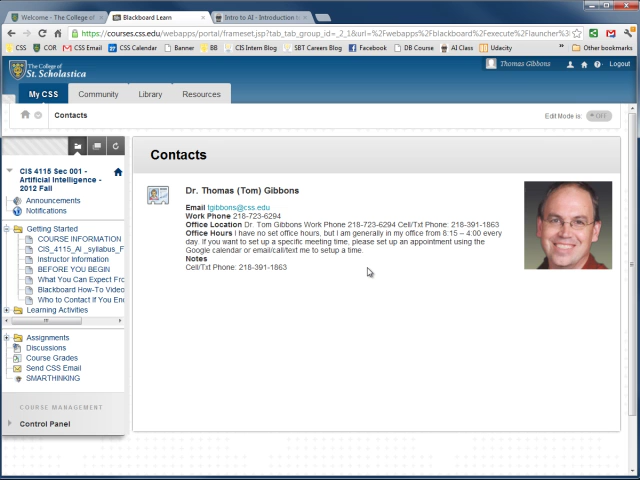 Welcome - The College of
Blackboard Learn
Intro to AI - Introduction t
https://courses.css.edu/webapps/portal/frameset.jsp?tab_tab_group_id=_2_1&url=%2Fwebapps%2Fblackboard%2Fexecute%2Flauncher%3
CSS
COR
CSS Email
CSS Calendar
Banner
BB
CIS Intern Blog
SBT Careers Blog
Facebook
DB Course
AI Class
Udacity
Other bookmarks
The College of
St. Scholastica
Thomas Gibbons
Logout
My CSS
Community
Library
Resources
Contacts
Edit Mode is:
OFF
CIS 4115 Sec 001 -
Artificial Intelligence -
2012 Fall
Announcements
Notifications
Getting Started
COURSE INFORMATION
CIS_4115_AI _syllabus_F
Instructor Information
BEFORE YOU BEGIN
What You Can Expect Fro
Blackboard How-To Video
Who to Contact If You En
Learning Activities
Assignments
Discussions
Course Grades
Send CSS Email
SMARTHINKING
COURSE MANAGEMENT
Control Panel
Contacts
Dr. Thomas (Tom) Gibbons
Email tgibbons@css.edu
Work Phone 218-723-6294
Office Location Dr. Tom Gibbons Work Phone 218-723-6294 Cell/Txt Phone: 218-391-1863
Office Hours I have no set office hours, but I am generally in my office from 8:15 – 4:00 every
day. If you want to set up a specific meeting time, please set up an appointment using the
Google calendar or email/call/text me to setup a time.
Notes
Cell/Txt Phone: 218-391-1863